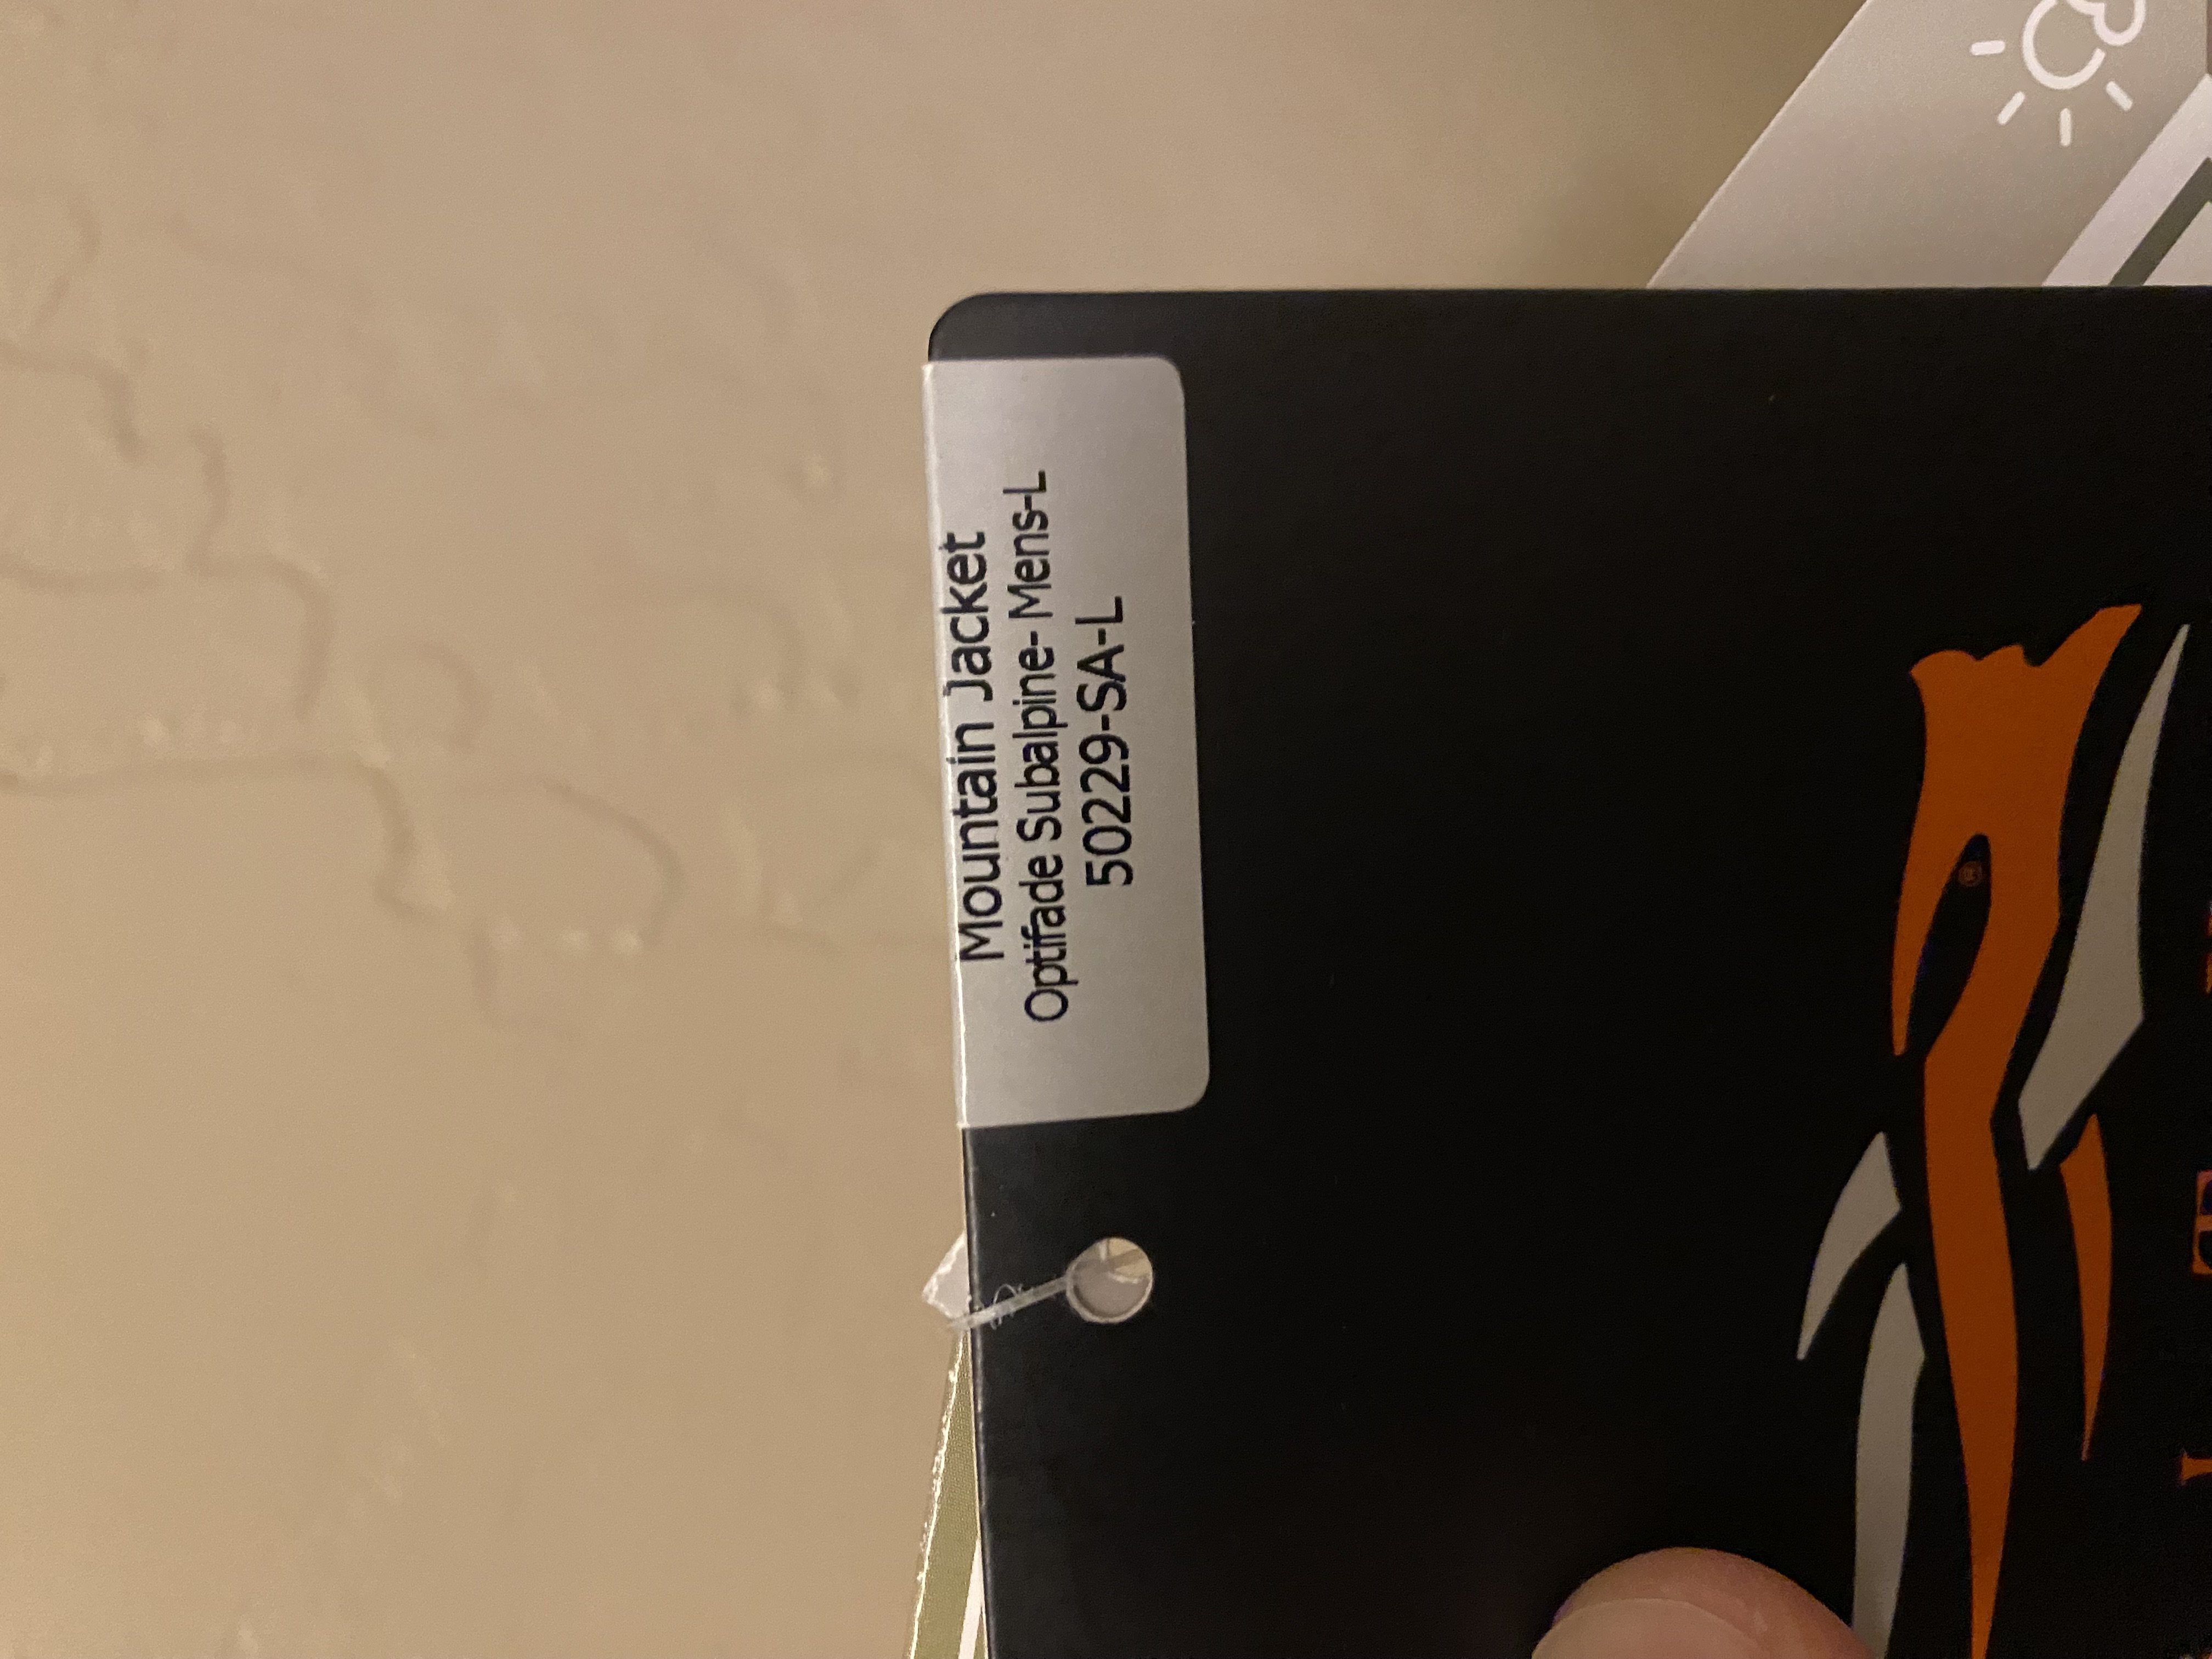 Mountain Jacket
Optifade Subalpine- Mens-L
50229-SA-L